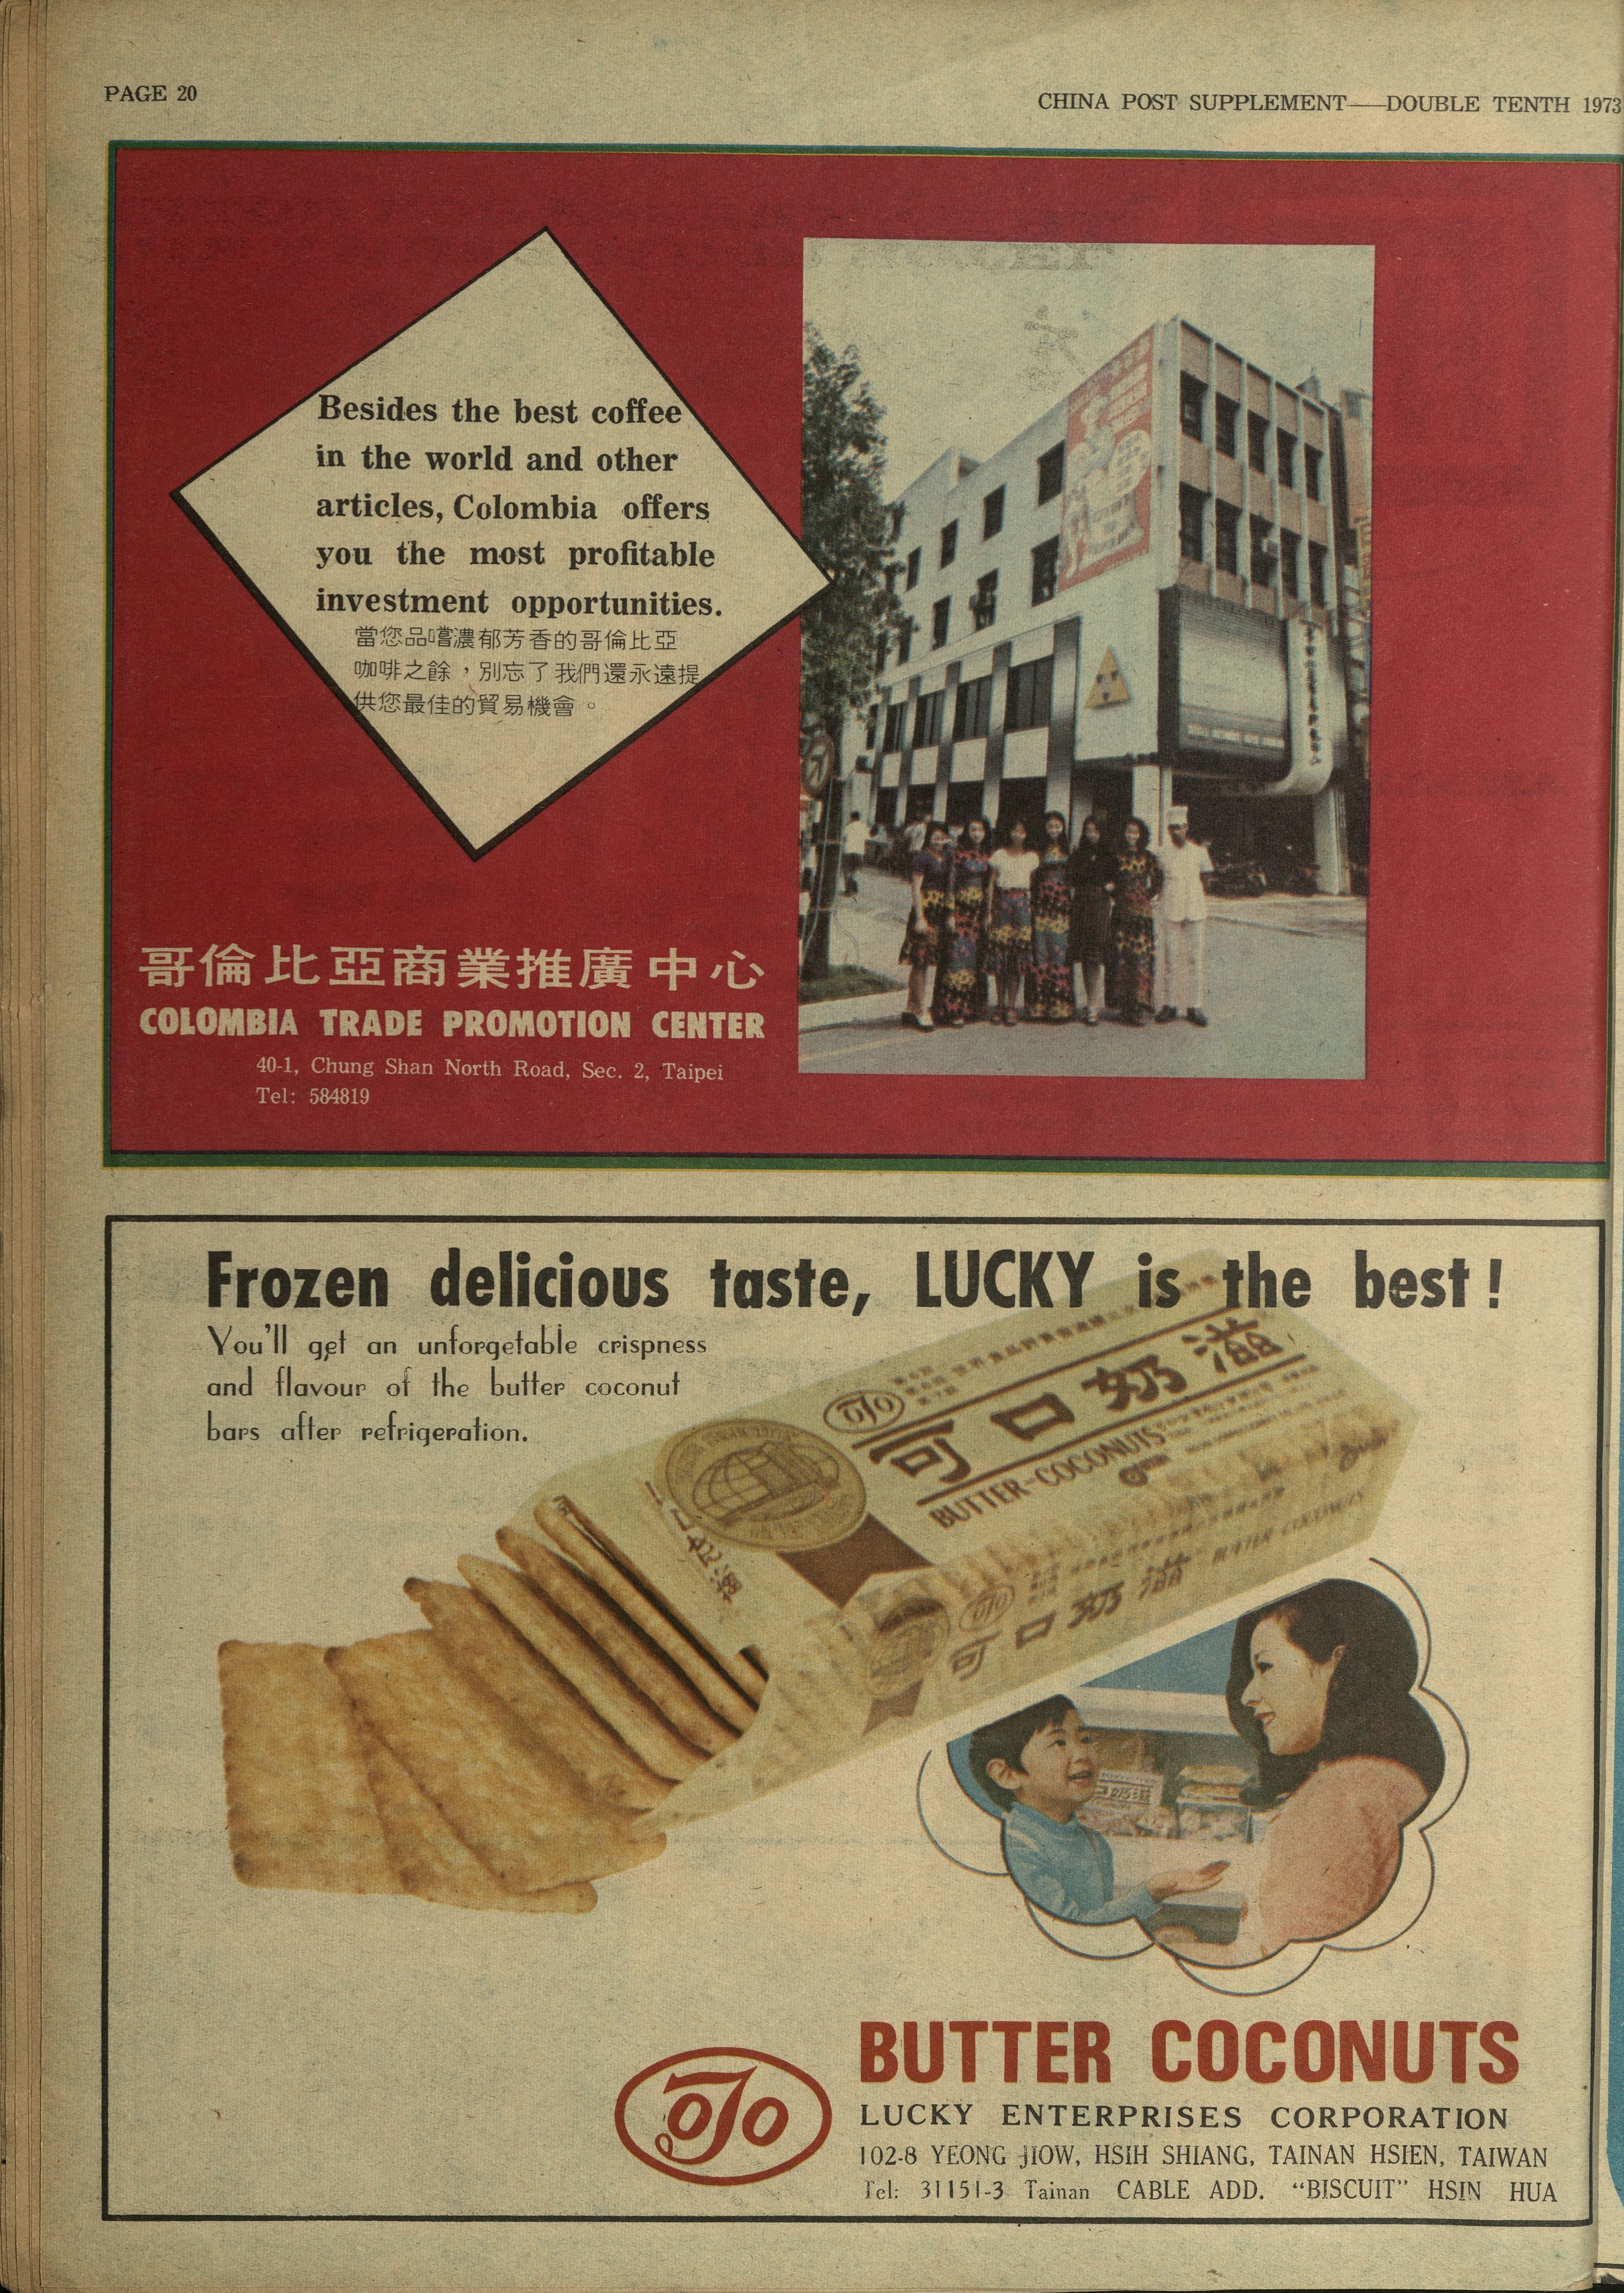 PAGE 20
CHINA POST SUPPLEMENT——DOUBLE TENTH 1973
Besides the best coffee
in the world and other
articles, Colombia offers
you the most profitable
investment opportunities.
當您品嚐濃郁芳香的哥倫比亞
咖啡之餘，別忘了我們還永遠提
供您最佳的貿易機會。
哥倫比亞商業推廣中心
COLOMBIA TRADE PROMOTION CENTER
40-1, Chung Shan North Road, Sec. 2, Taipei
Tel: 584819
Frozen delicious taste, LUCKY is the best!
You'll get an unforgetable crispness
and flavour of the butter coconut
bars after refrigeration.
可口奶滋
BUTTER-COCONUTS
可口奶滋 BUTTER COCONUTS
BUTTER COCONUTS
LUCKY ENTERPRISES CORPORATION
102-8 YEONG JIOW, HSIH SHIANG, TAINAN HSIEN, TAIWAN
Tel: 31151-3 Tainan CABLE ADD. "BISCUIT" HSIN HUA